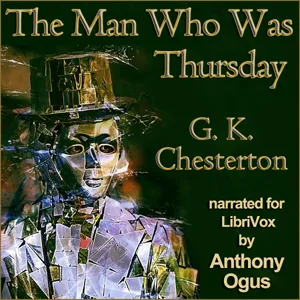 The Man Who Was
Thursday
G. K.
Chesterton
narrated for
LibriVox
by
Anthony
Ogus